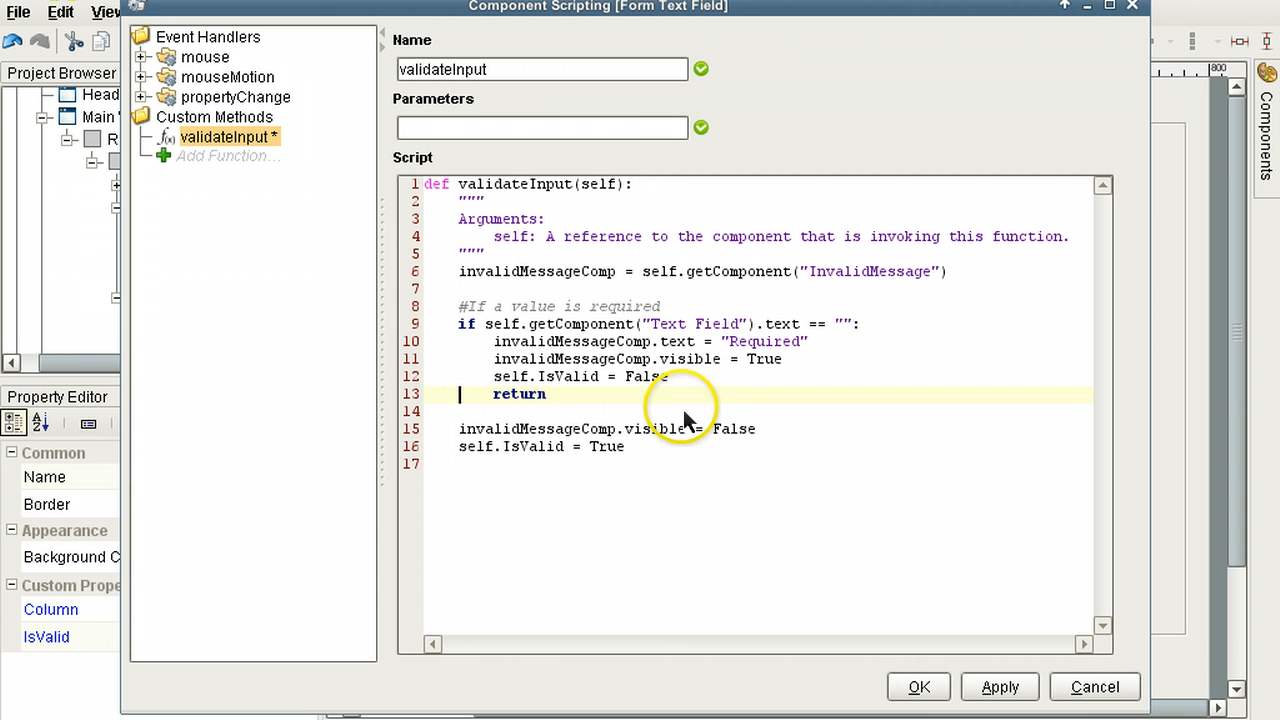 Component Scripting [Form Text Field]
File Edit View
Project Browser
Head
Main
R
Event Handlers
mouse
mouseMotion
propertyChange
Custom Methods
validateInput *
Add Function...
Name
validateInput
Parameters
Script
1 def validateInput(self):
2 """
3 Arguments:
4 self: A reference to the component that is invoking this function.
5 """
6 invalidMessageComp = self.getComponent("InvalidMessage")
7
8 #If a value is required
9 if self.getComponent("Text Field").text == "":
10 invalidMessageComp.text = "Required"
11 invalidMessageComp.visible = True
12 self.IsValid = False
13 return
14
15 invalidMessageComp.visible = False
16 self.IsValid = True
17
OK Apply Cancel
Property Editor
Common
Name
Border
Appearance
Background C
Custom Prope
Column
IsValid
800
Components